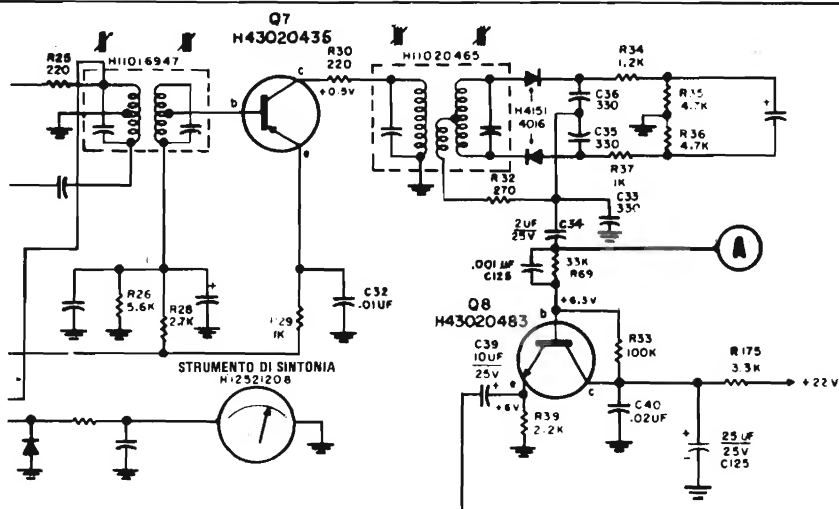 Q7
H43020435
R25
220
H11016947
b
c
e
R30
220
+0.5V
H11020465
H4151
4016
C36
330
C35
330
R34
1.2K
R35
4.7K
R36
4.7K
+
R37
1K
R32
270
C33
330
2UF
25V
C34
A
.001UF
C125
33K
R69
+6.3V
Q8
H43020483
b
e
c
R33
100K
R175
3.3K
+22V
C39
10UF
25V
+
+6V
R39
2.2K
C40
.02UF
+
-
25UF
25V
C125
R26
5.6K
R28
2.7K
+
R29
1K
C32
.01UF
STRUMENTO DI SINTONIA
H12521208